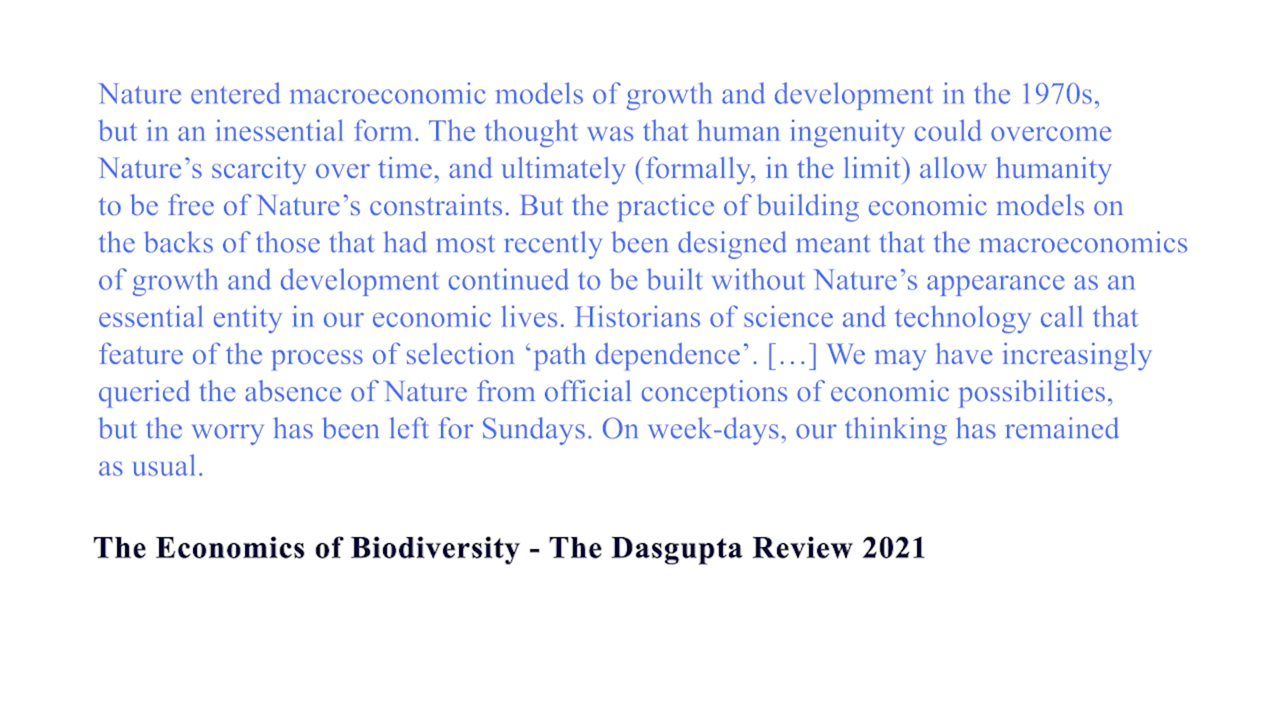 Nature entered macroeconomic models of growth and development in the 1970s,
but in an inessential form. The thought was that human ingenuity could overcome
Nature’s scarcity over time, and ultimately (formally, in the limit) allow humanity
to be free of Nature’s constraints. But the practice of building economic models on
the backs of those that had most recently been designed meant that the macroeconomics
of growth and development continued to be built without Nature’s appearance as an
essential entity in our economic lives. Historians of science and technology call that
feature of the process of selection ‘path dependence’. […] We may have increasingly
queried the absence of Nature from official conceptions of economic possibilities,
but the worry has been left for Sundays. On week-days, our thinking has remained
as usual.
The Economics of Biodiversity - The Dasgupta Review 2021